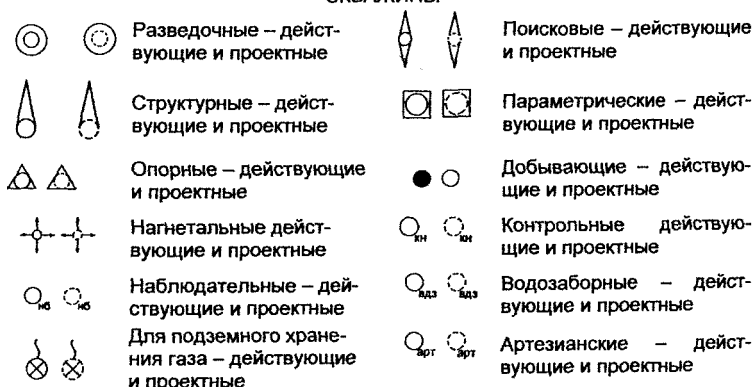 Разведочные – дейст-
вующие и проектные
Структурные – дейст-
вующие и проектные
Опорные – действующие
и проектные
Нагнетальные дейст-
вующие и проектные
нб
нб
Наблюдательные – дей-
ствующие и проектные
Для подземного хране-
ния газа – действующие
и проектные
Поисковые – действующие
и проектные
Параметрические – дейст-
вующие и проектные
Добывающие – действую-
щие и проектные
кн
кн
Контрольные действую-
щие и проектные
вдз
вдз
Водозаборные – дейст-
вующие и проектные
арт
арт
Артезианские – дейст-
вующие и проектные